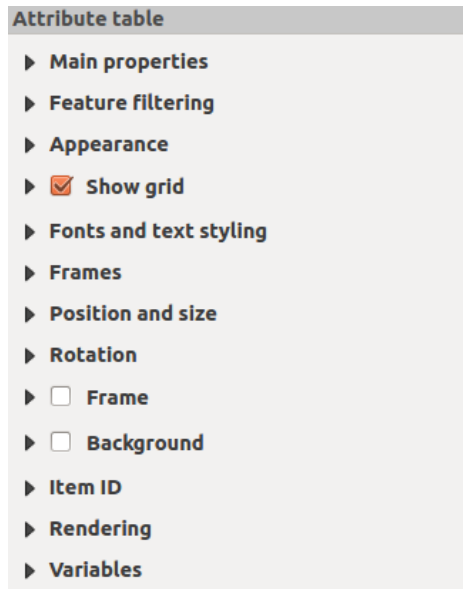 Attribute table
Main properties
Feature filtering
Appearance
Show grid
Fonts and text styling
Frames
Position and size
Rotation
Frame
Background
Item ID
Rendering
Variables